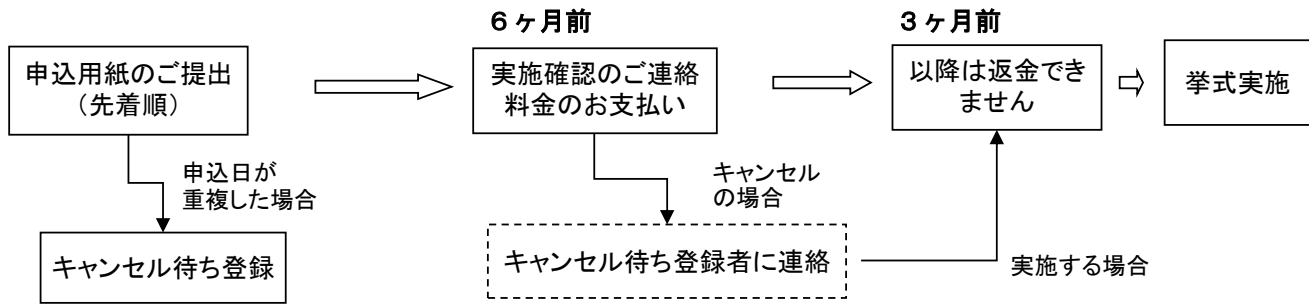 6ヶ月前
3ヶ月前
申込用紙のご提出
（先着順）
実施確認のご連絡
料金のお支払い
以降は返金でき
ません
挙式実施
申込日が
重複した場合
キャンセル
の場合
キャンセル待ち登録
キャンセル待ち登録者に連絡
実施する場合